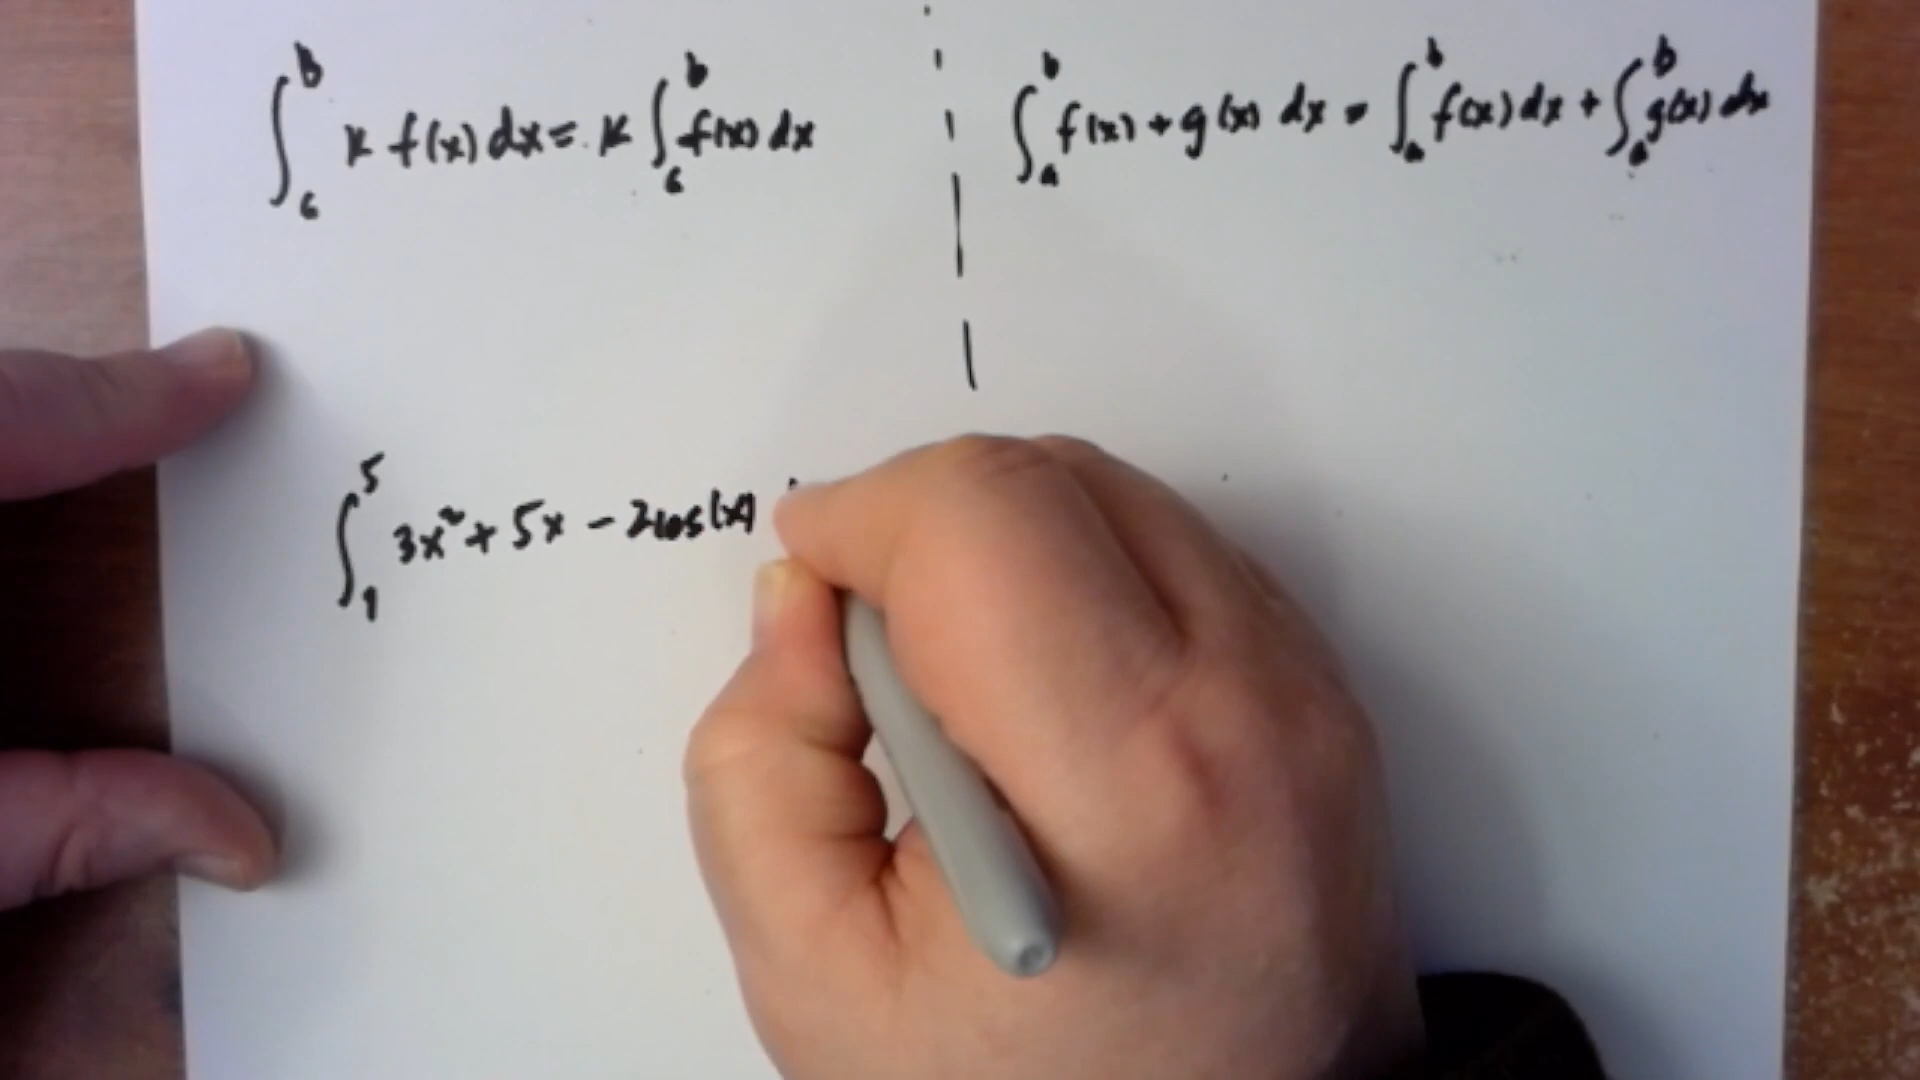 ∫_a^b k f(x) dx = k ∫_a^b f(x) dx
∫_a^b f(x) + g(x) dx = ∫_a^b f(x) dx + ∫_a^b g(x) dx
∫_1^5 3x² + 5x - 2cos(x)